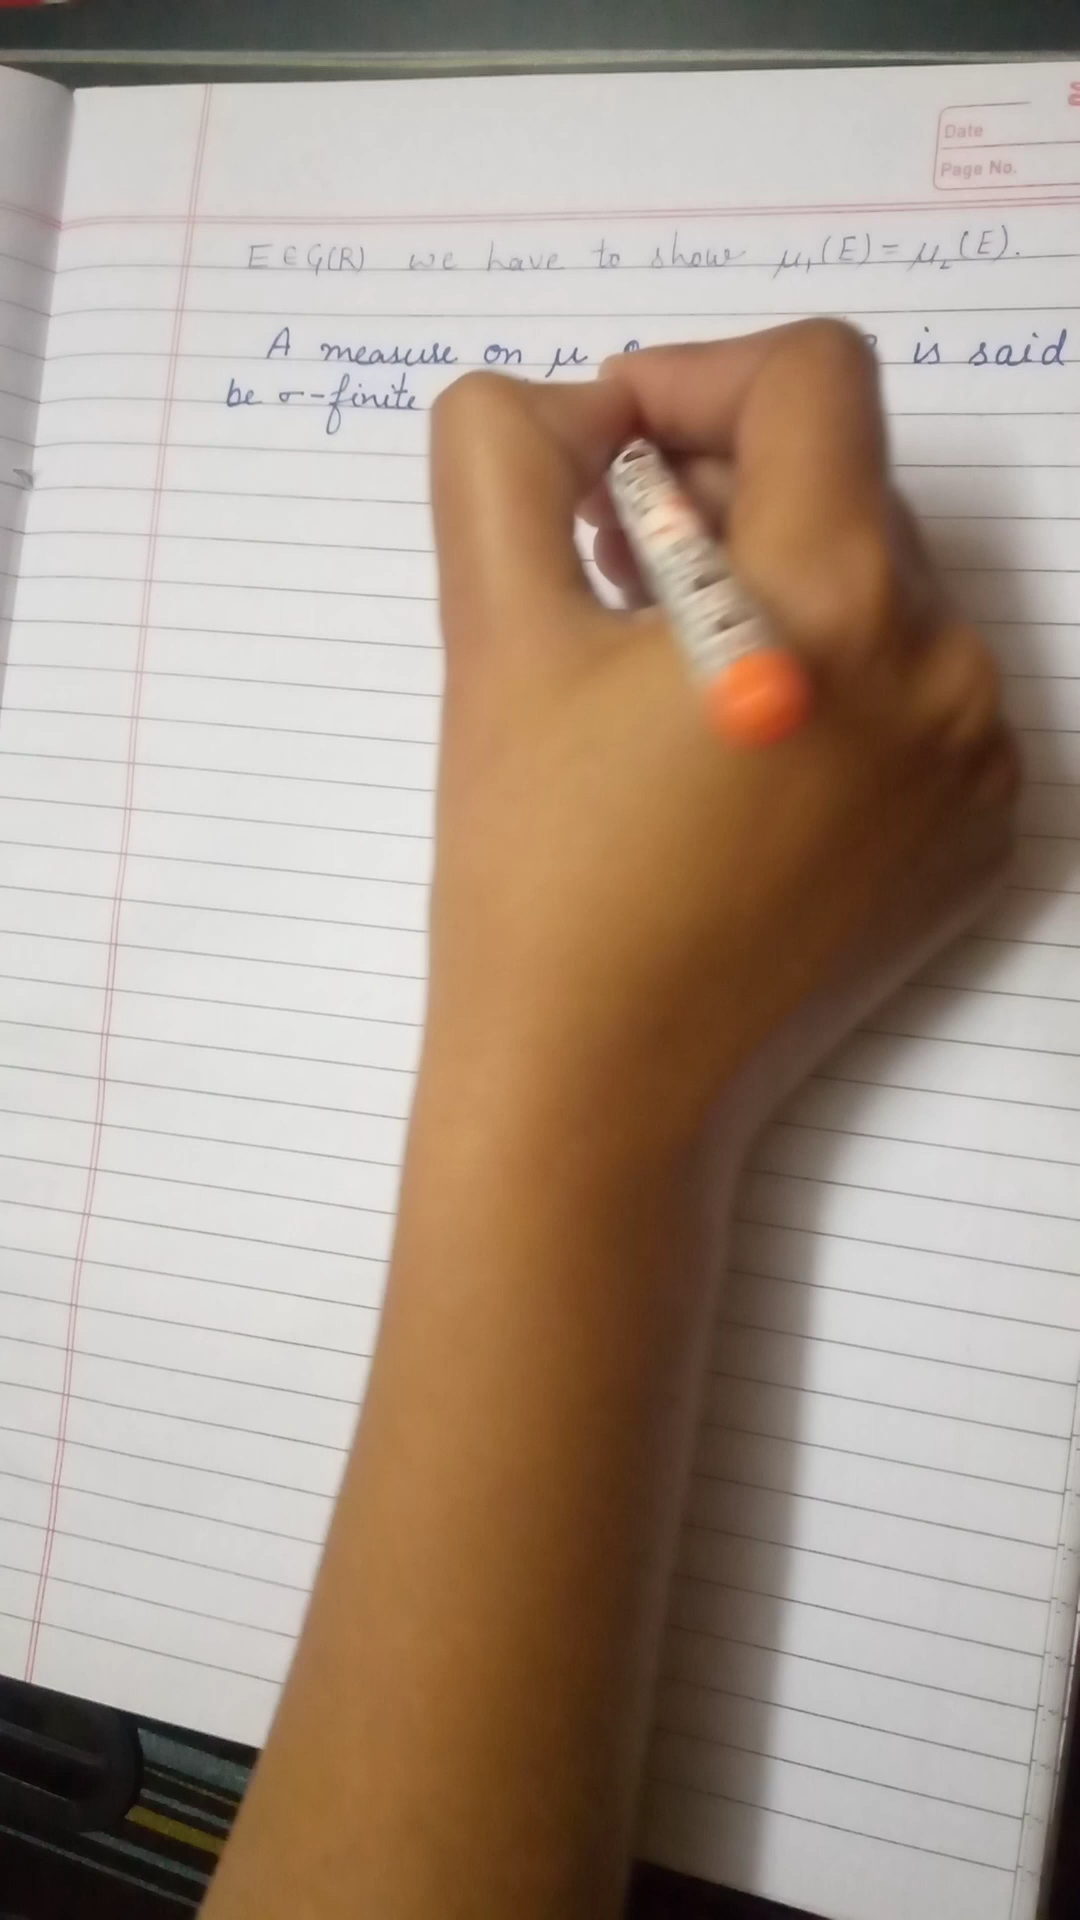 Date
Page No.
E ∈ G(R) we have to show μ₁(E) = μ₂(E).
A measure on μ is said
be σ-finite